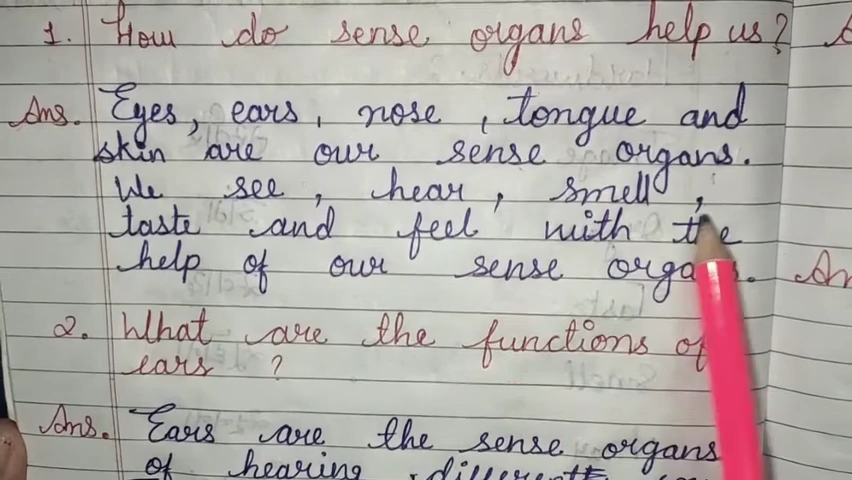 1. How do sense organs help us?
Ans. Eyes, ears, nose, tongue and
skin are our sense organs.
We see, hear, smell,
taste and feel with the
help of our sense organs.
2. What are the functions of
ears ?
Ans. Ears are the sense organs
of hearing